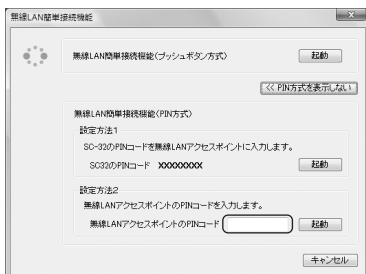 無線LAN簡単接続機能
無線LAN簡単接続機能(プッシュボタン方式)
起動
<< PIN方式を表示しない
無線LAN簡単接続機能(PIN方式)
設定方法1
SC-32のPINコードを無線LANアクセスポイントに入力します。
SC32のPINコード XXXXXXXX
起動
設定方法2
無線LANアクセスポイントのPINコードを入力します。
無線LANアクセスポイントのPINコード
起動
キャンセル